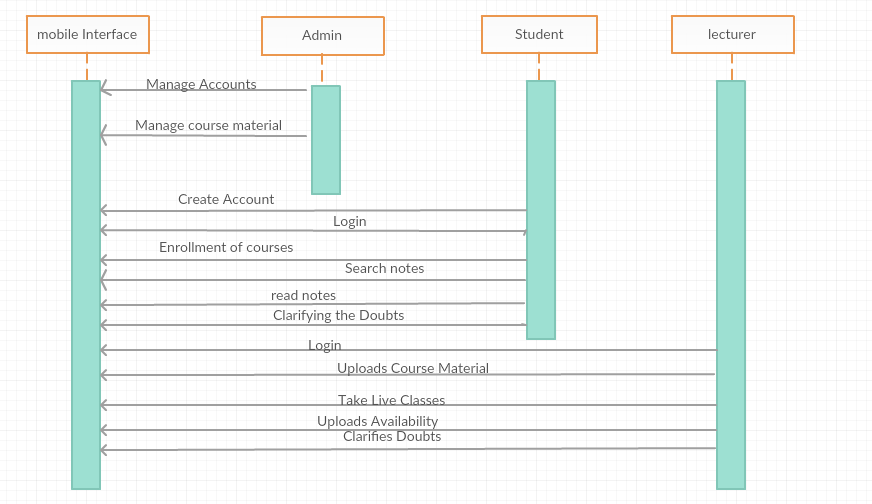 mobile Interface
Admin
Student
lecturer
Manage Accounts
Manage course material
Create Account
Login
Enrollment of courses
Search notes
read notes
Clarifying the Doubts
Login
Uploads Course Material
Take Live Classes
Uploads Availability
Clarifies Doubts